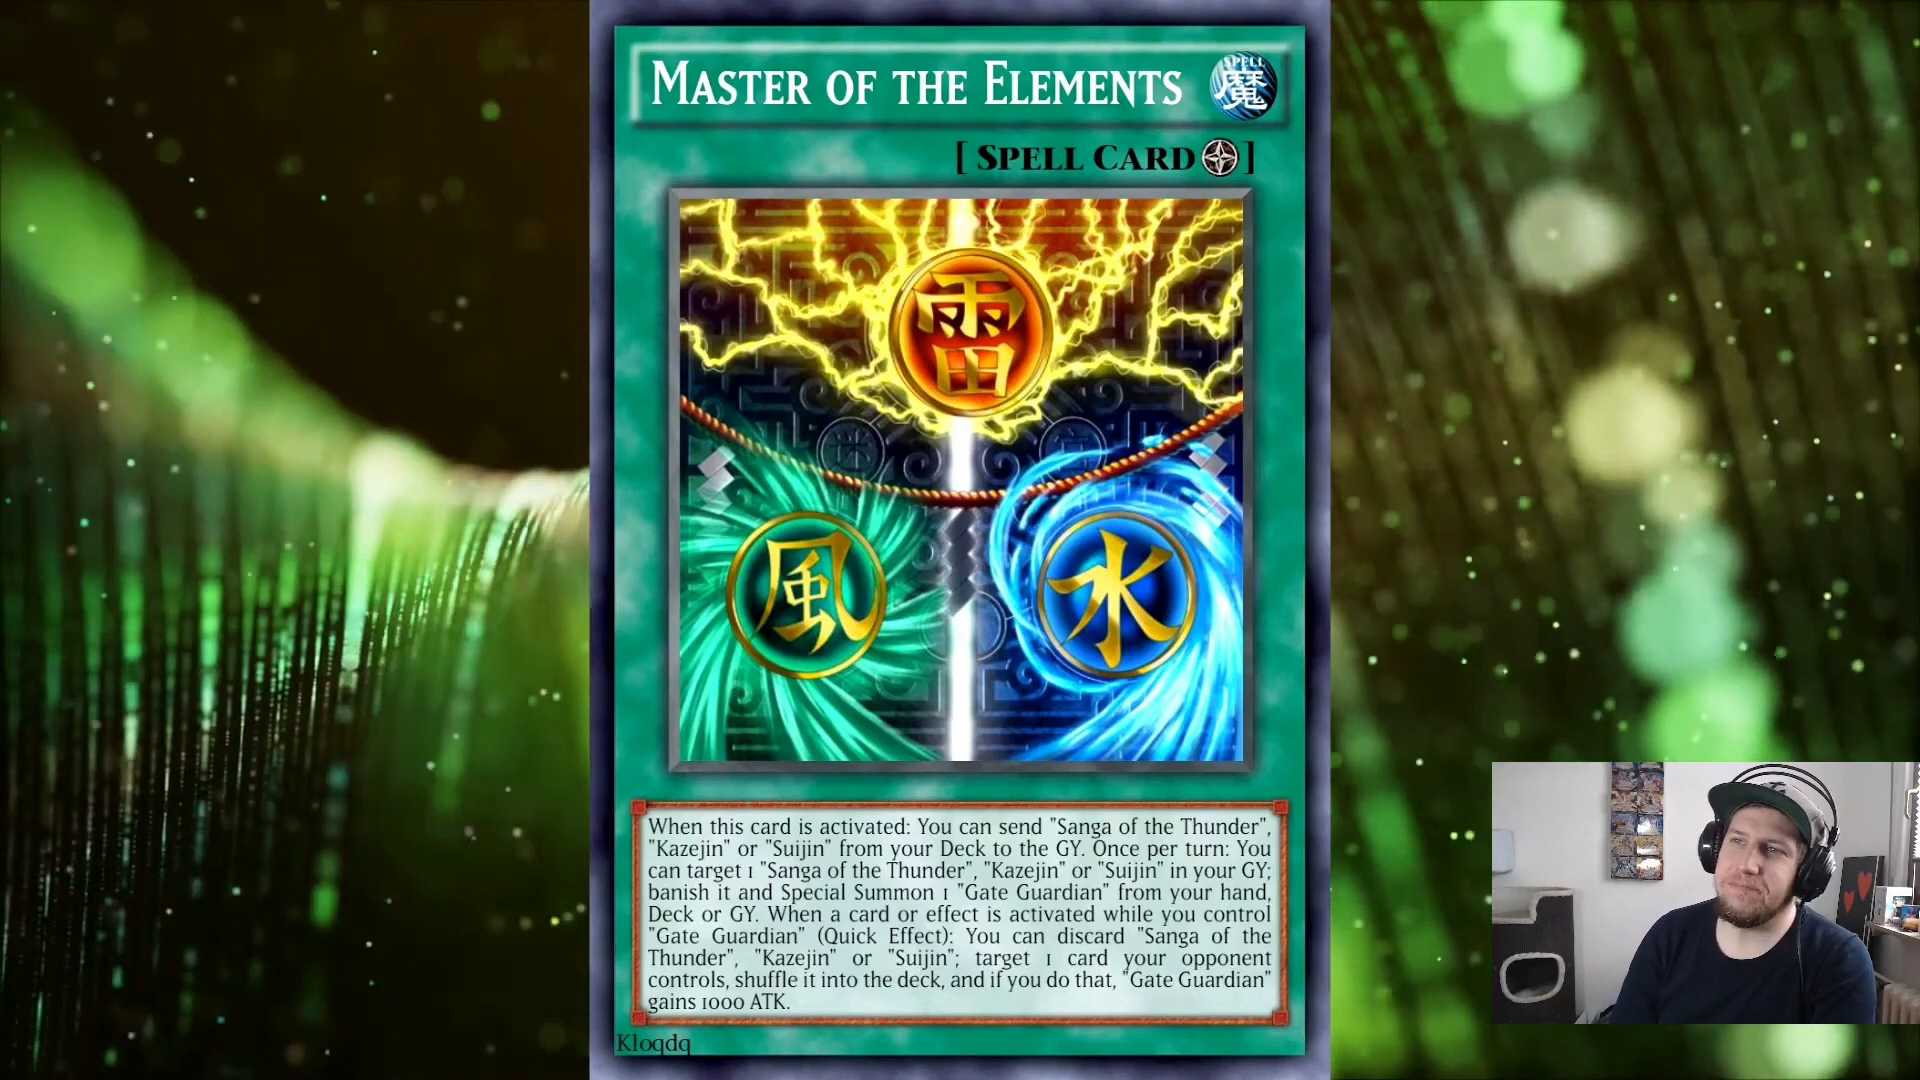 MASTER OF THE ELEMENTS
SPELL
魔
[ SPELL CARD ]
雷
迷
宮
風
水
When this card is activated: You can send "Sanga of the Thunder",
"Kazejin" or "Suijin" from your Deck to the GY. Once per turn: You
can target 1 "Sanga of the Thunder", "Kazejin" or "Suijin" in your GY;
banish it and Special Summon 1 "Gate Guardian" from your hand,
Deck or GY. When a card or effect is activated while you control
"Gate Guardian" (Quick Effect): You can discard "Sanga of the
Thunder", "Kazejin" or "Suijin"; target 1 card your opponent
controls, shuffle it into the deck, and if you do that, "Gate Guardian"
gains 1000 ATK.
Kloqdq